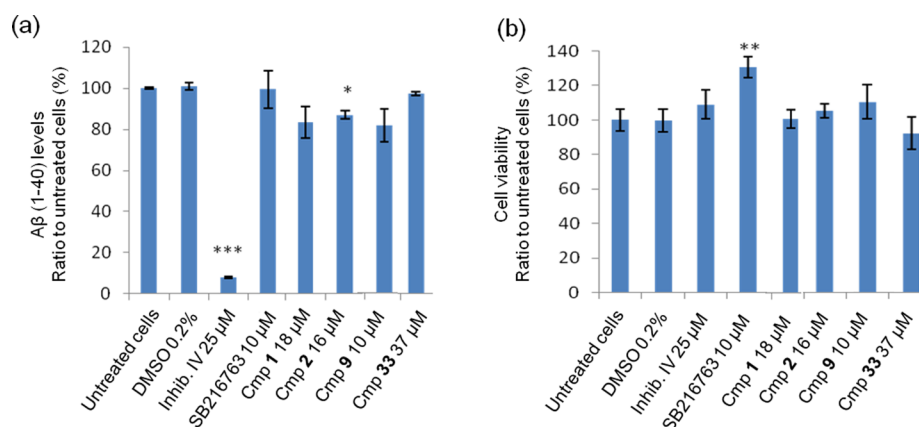 (a)
Aβ (1-40) levels
Ratio to untreated cells (%)
120
100
80
60
40
20
0
***
*
Untreated cells
DMSO 0.2%
Inhib. IV 25 µM
SB216763 10 µM
Cmp 1 18 µM
Cmp 2 16 µM
Cmp 9 10 µM
Cmp 33 37 µM
(b)
Cell viability
Ratio to untreated cells (%)
140
120
100
80
60
40
20
0
**
Untreated cells
DMSO 0.2%
Inhib. IV 25 µM
SB216763 10 µM
Cmp 1 18 µM
Cmp 2 16 µM
Cmp 9 10 µM
Cmp 33 37 µM